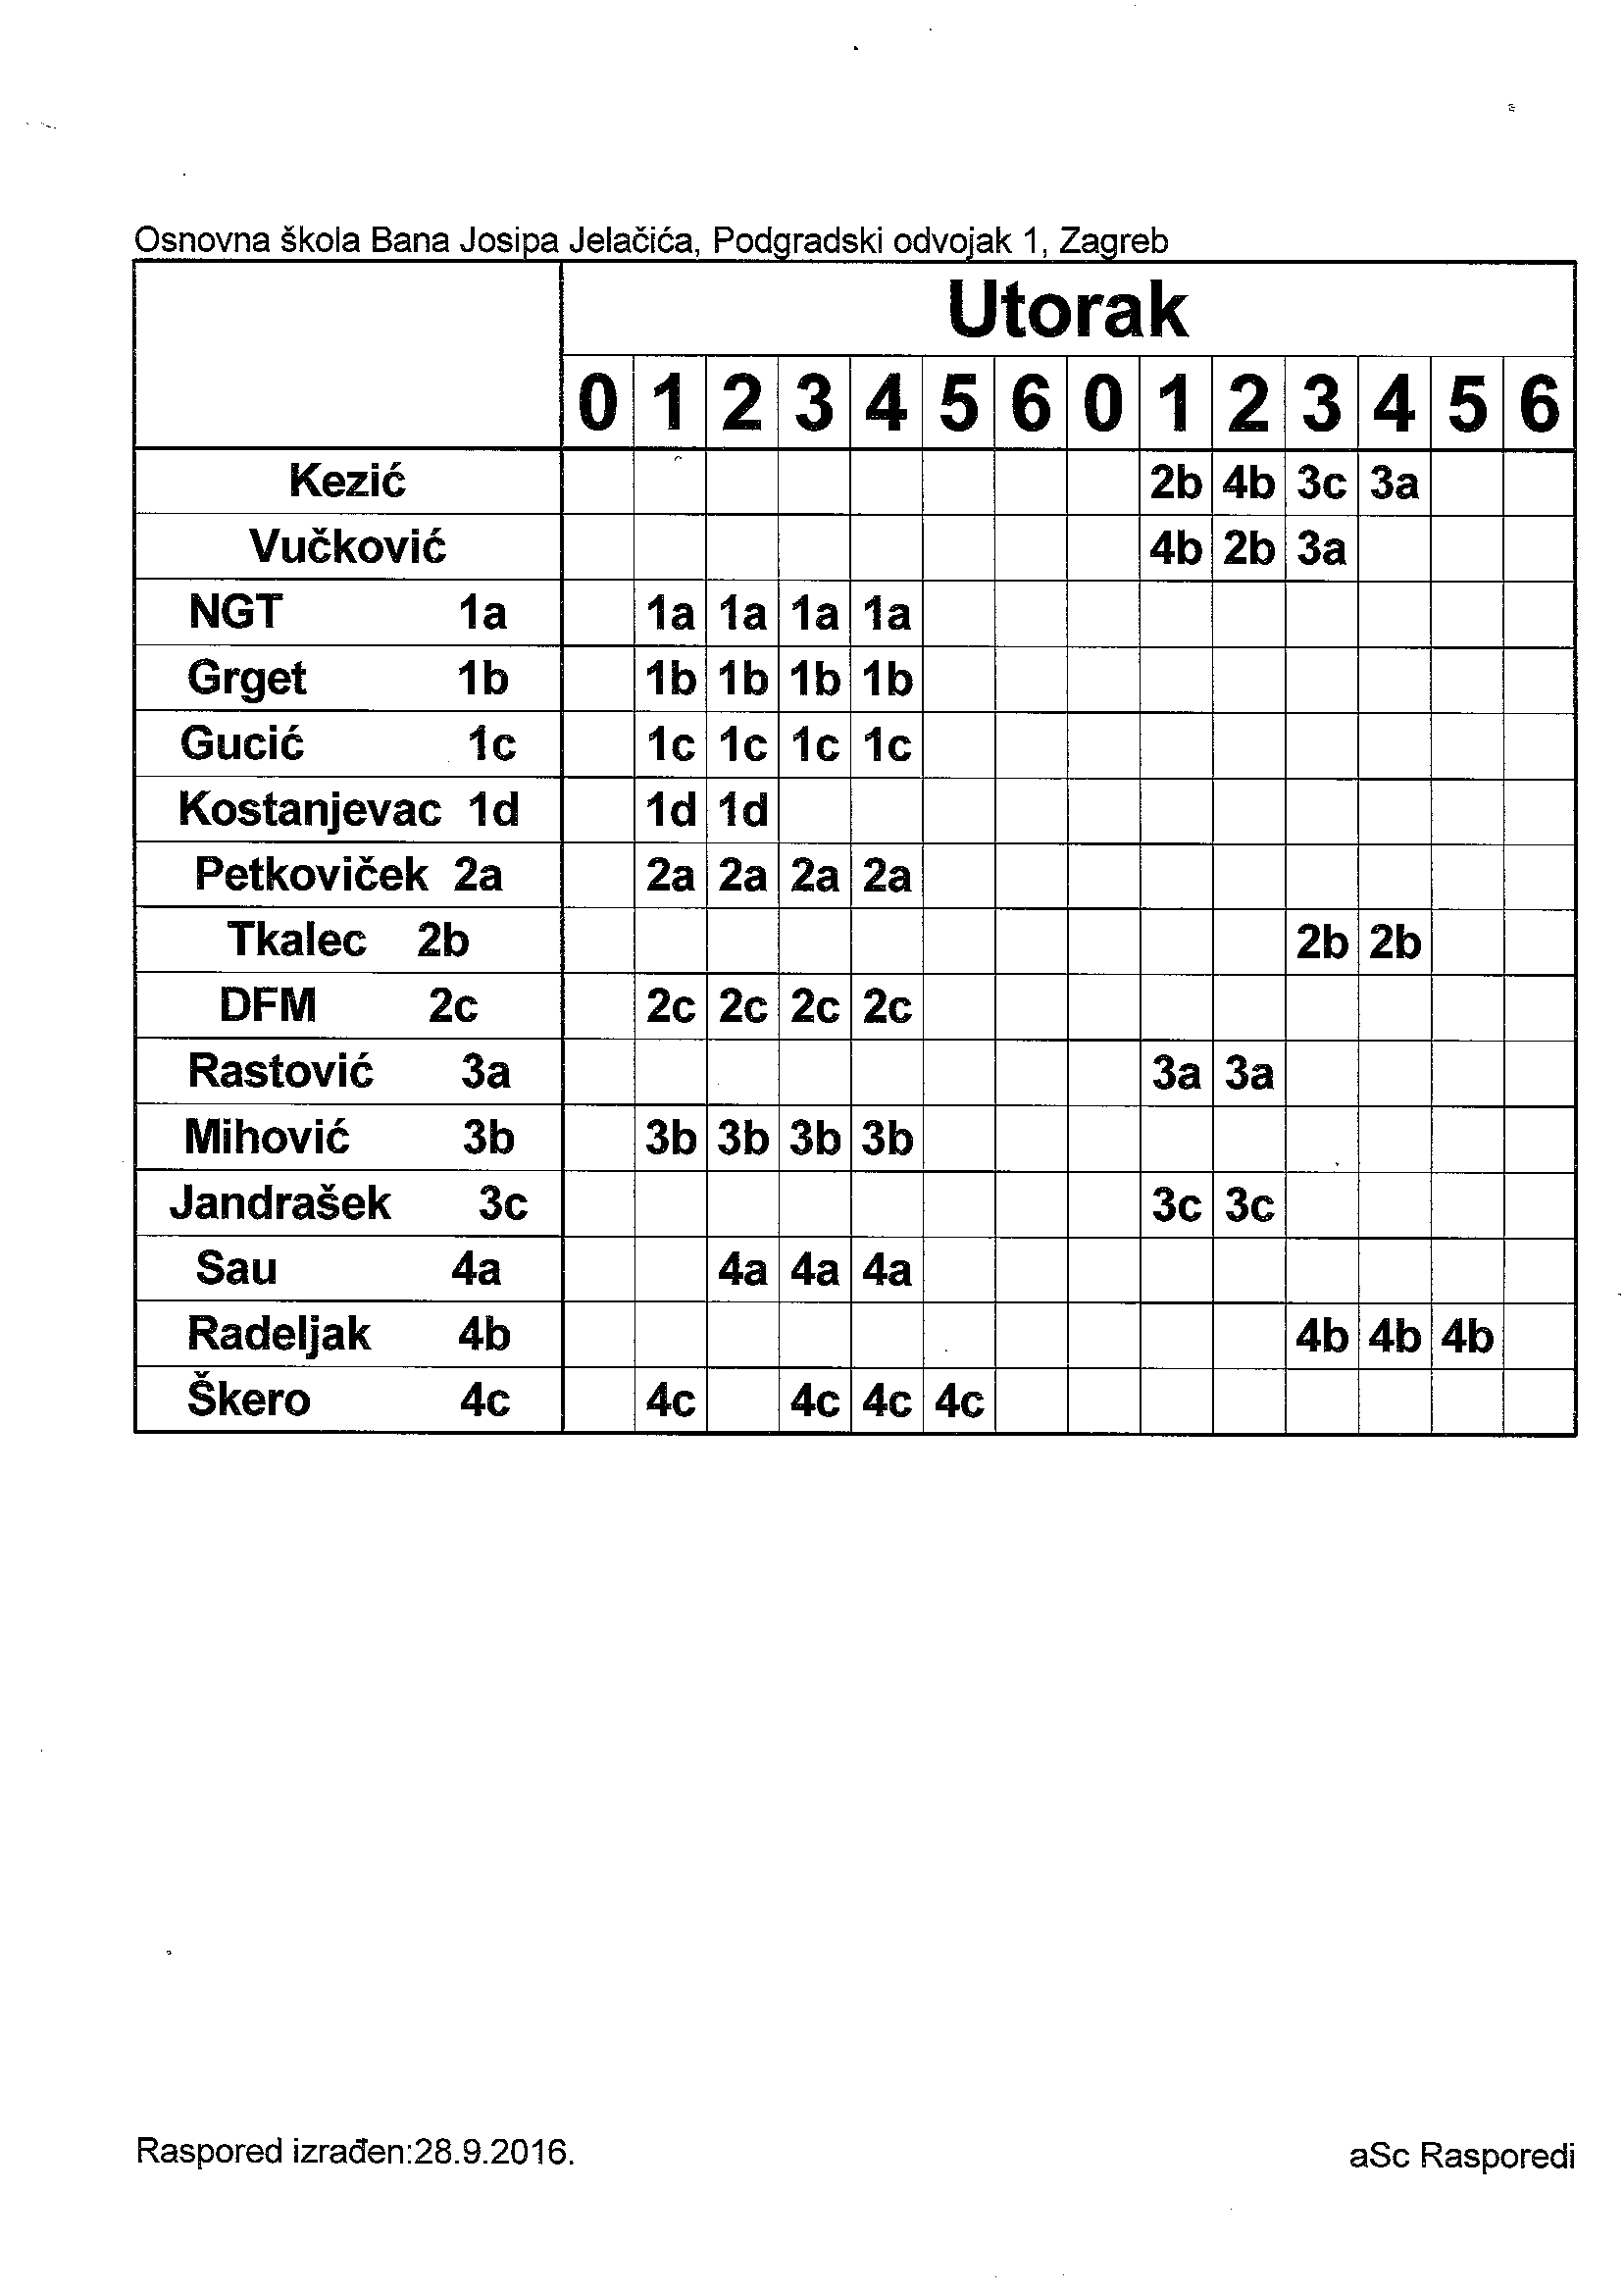 Osnovna škola Bana Josipa Jelačića, Podgradski odvojak 1, Zagreb
Utorak
0 1 2 3 4 5 6 0 1 2 3 4 5 6
Kezić 2b 4b 3c 3a
Vučković 4b 2b 3a
NGT 1a 1a 1a 1a 1a
Grget 1b 1b 1b 1b 1b
Gucić 1c 1c 1c 1c 1c
Kostanjevac 1d 1d 1d
Petkoviček 2a 2a 2a 2a 2a
Tkalec 2b 2b 2b
DFM 2c 2c 2c 2c 2c
Rastović 3a 3a 3a
Mihović 3b 3b 3b 3b 3b
Jandrašek 3c 3c 3c
Sau 4a 4a 4a 4a
Radeljak 4b 4b 4b 4b
Škero 4c 4c 4c 4c 4c
Raspored izrađen:28.9.2016.
aSc Rasporedi